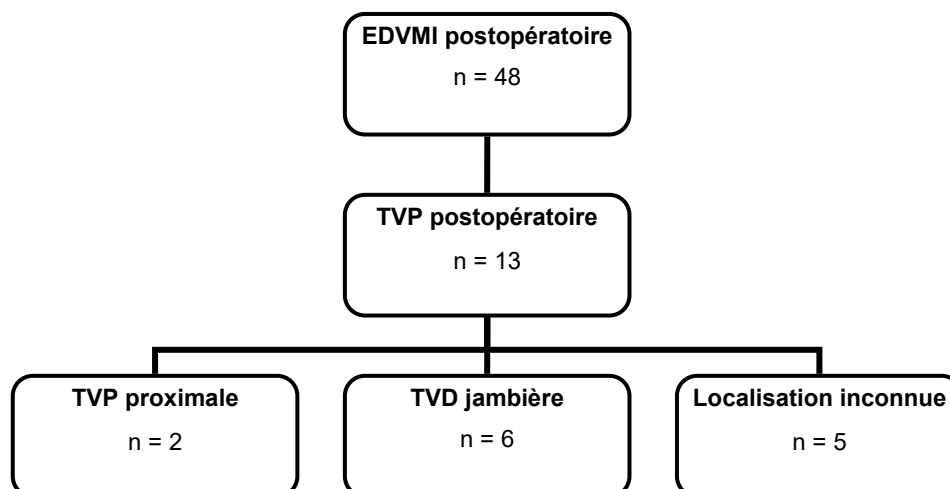 EDVMI postopératoire
n = 48
TVP postopératoire
n = 13
TVP proximale
n = 2
TVD jambière
n = 6
Localisation inconnue
n = 5